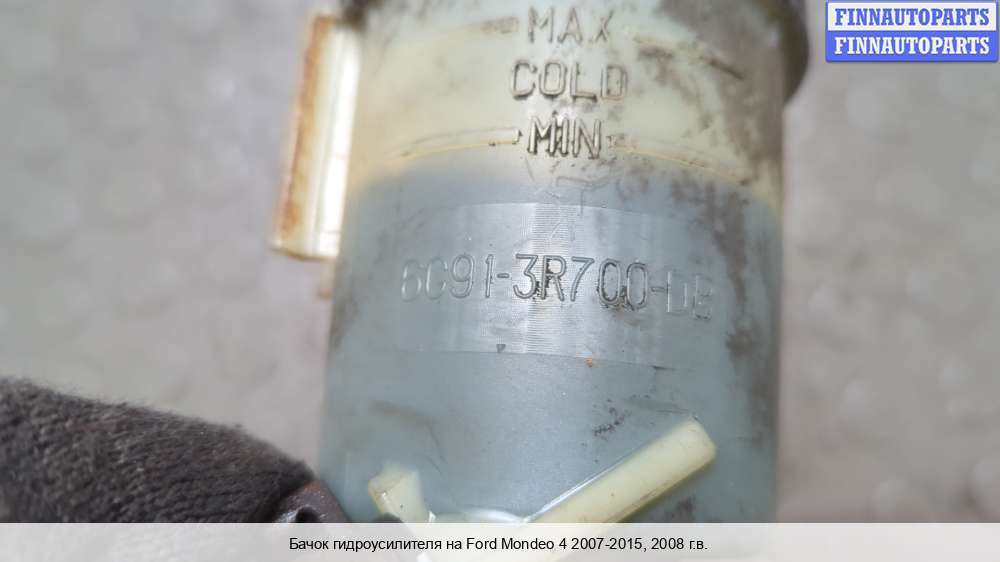 FINNAUTOPARTS
FINNAUTOPARTS
MAX
COLD
MIN
6G91-3R700-DB
Бачок гидроусилителя на Ford Mondeo 4 2007-2015, 2008 г.в.